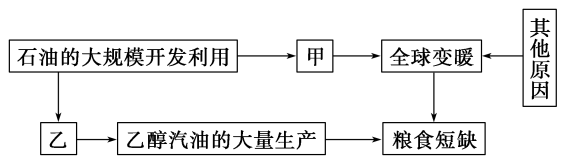 石油的大规模开发利用
甲
全球变暖
其他原因
乙
乙醇汽油的大量生产
粮食短缺